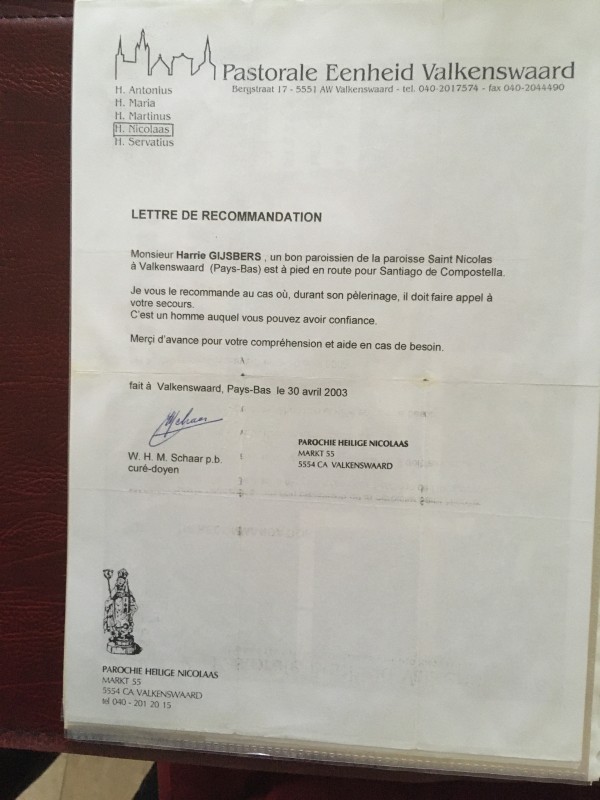 Pastorale Eenheid Valkenswaard
Bergstraat 17 - 5551 AW Valkenswaard - tel. 040-2017574 - fax 040-2044490
H. Antonius
H. Maria
H. Martinus
H. Nicolaas
H. Servatius
LETTRE DE RECOMMANDATION
Monsieur Harrie GIJSBERS , un bon paroissien de la paroisse Saint Nicolas
à Valkenswaard (Pays-Bas) est à pied en route pour Santiago de Compostella.
Je vous le recommande au cas où, durant son pèlerinage, il doit faire appel à
votre secours.
C'est un homme auquel vous pouvez avoir confiance.
Merçi d'avance pour votre compréhension et aide en cas de besoin.
fait à Valkenswaard, Pays-Bas le 30 avril 2003
W. H. M. Schaar p.b.
curé-doyen
PAROCHIE HEILIGE NICOLAAS
MARKT 55
5554 CA VALKENSWAARD
PAROCHIE HEILIGE NICOLAAS
MARKT 55
5554 CA VALKENSWAARD
tel 040 - 201 20 15